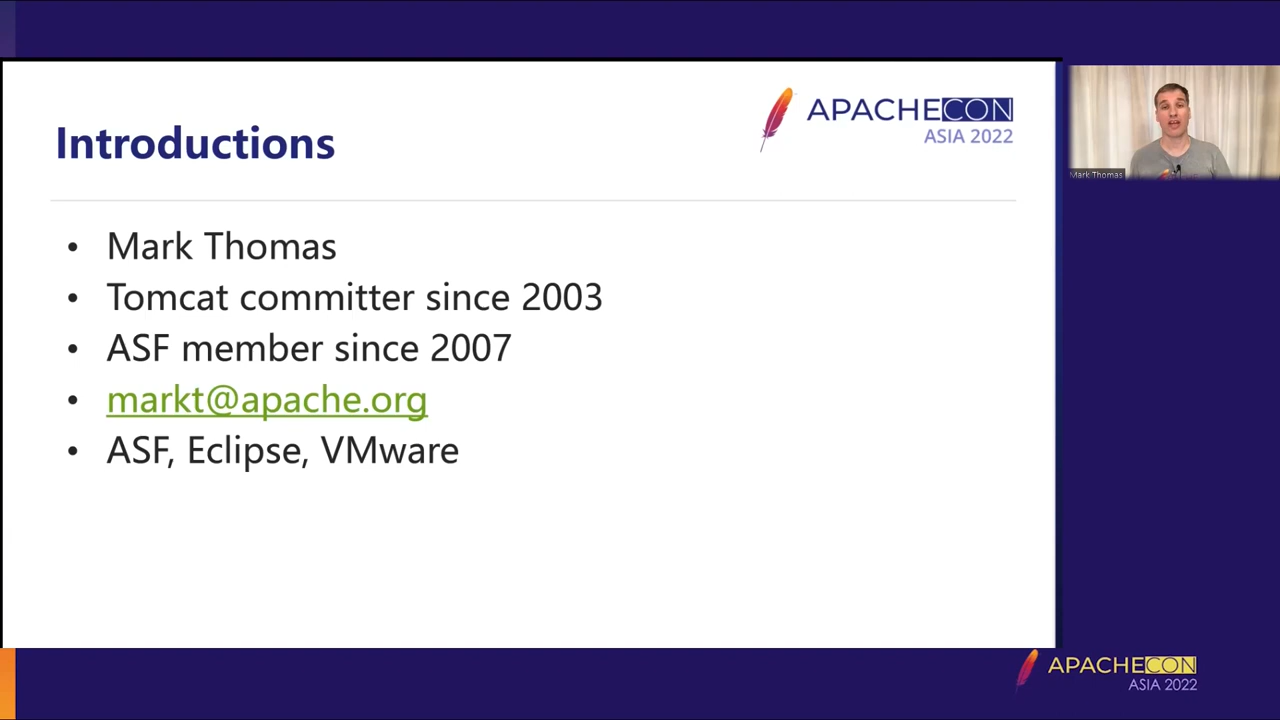 APACHECON
ASIA 2022
Introductions
• Mark Thomas
• Tomcat committer since 2003
• ASF member since 2007
• markt@apache.org
• ASF, Eclipse, VMware
Mark Thomas
APACHECON
ASIA 2022